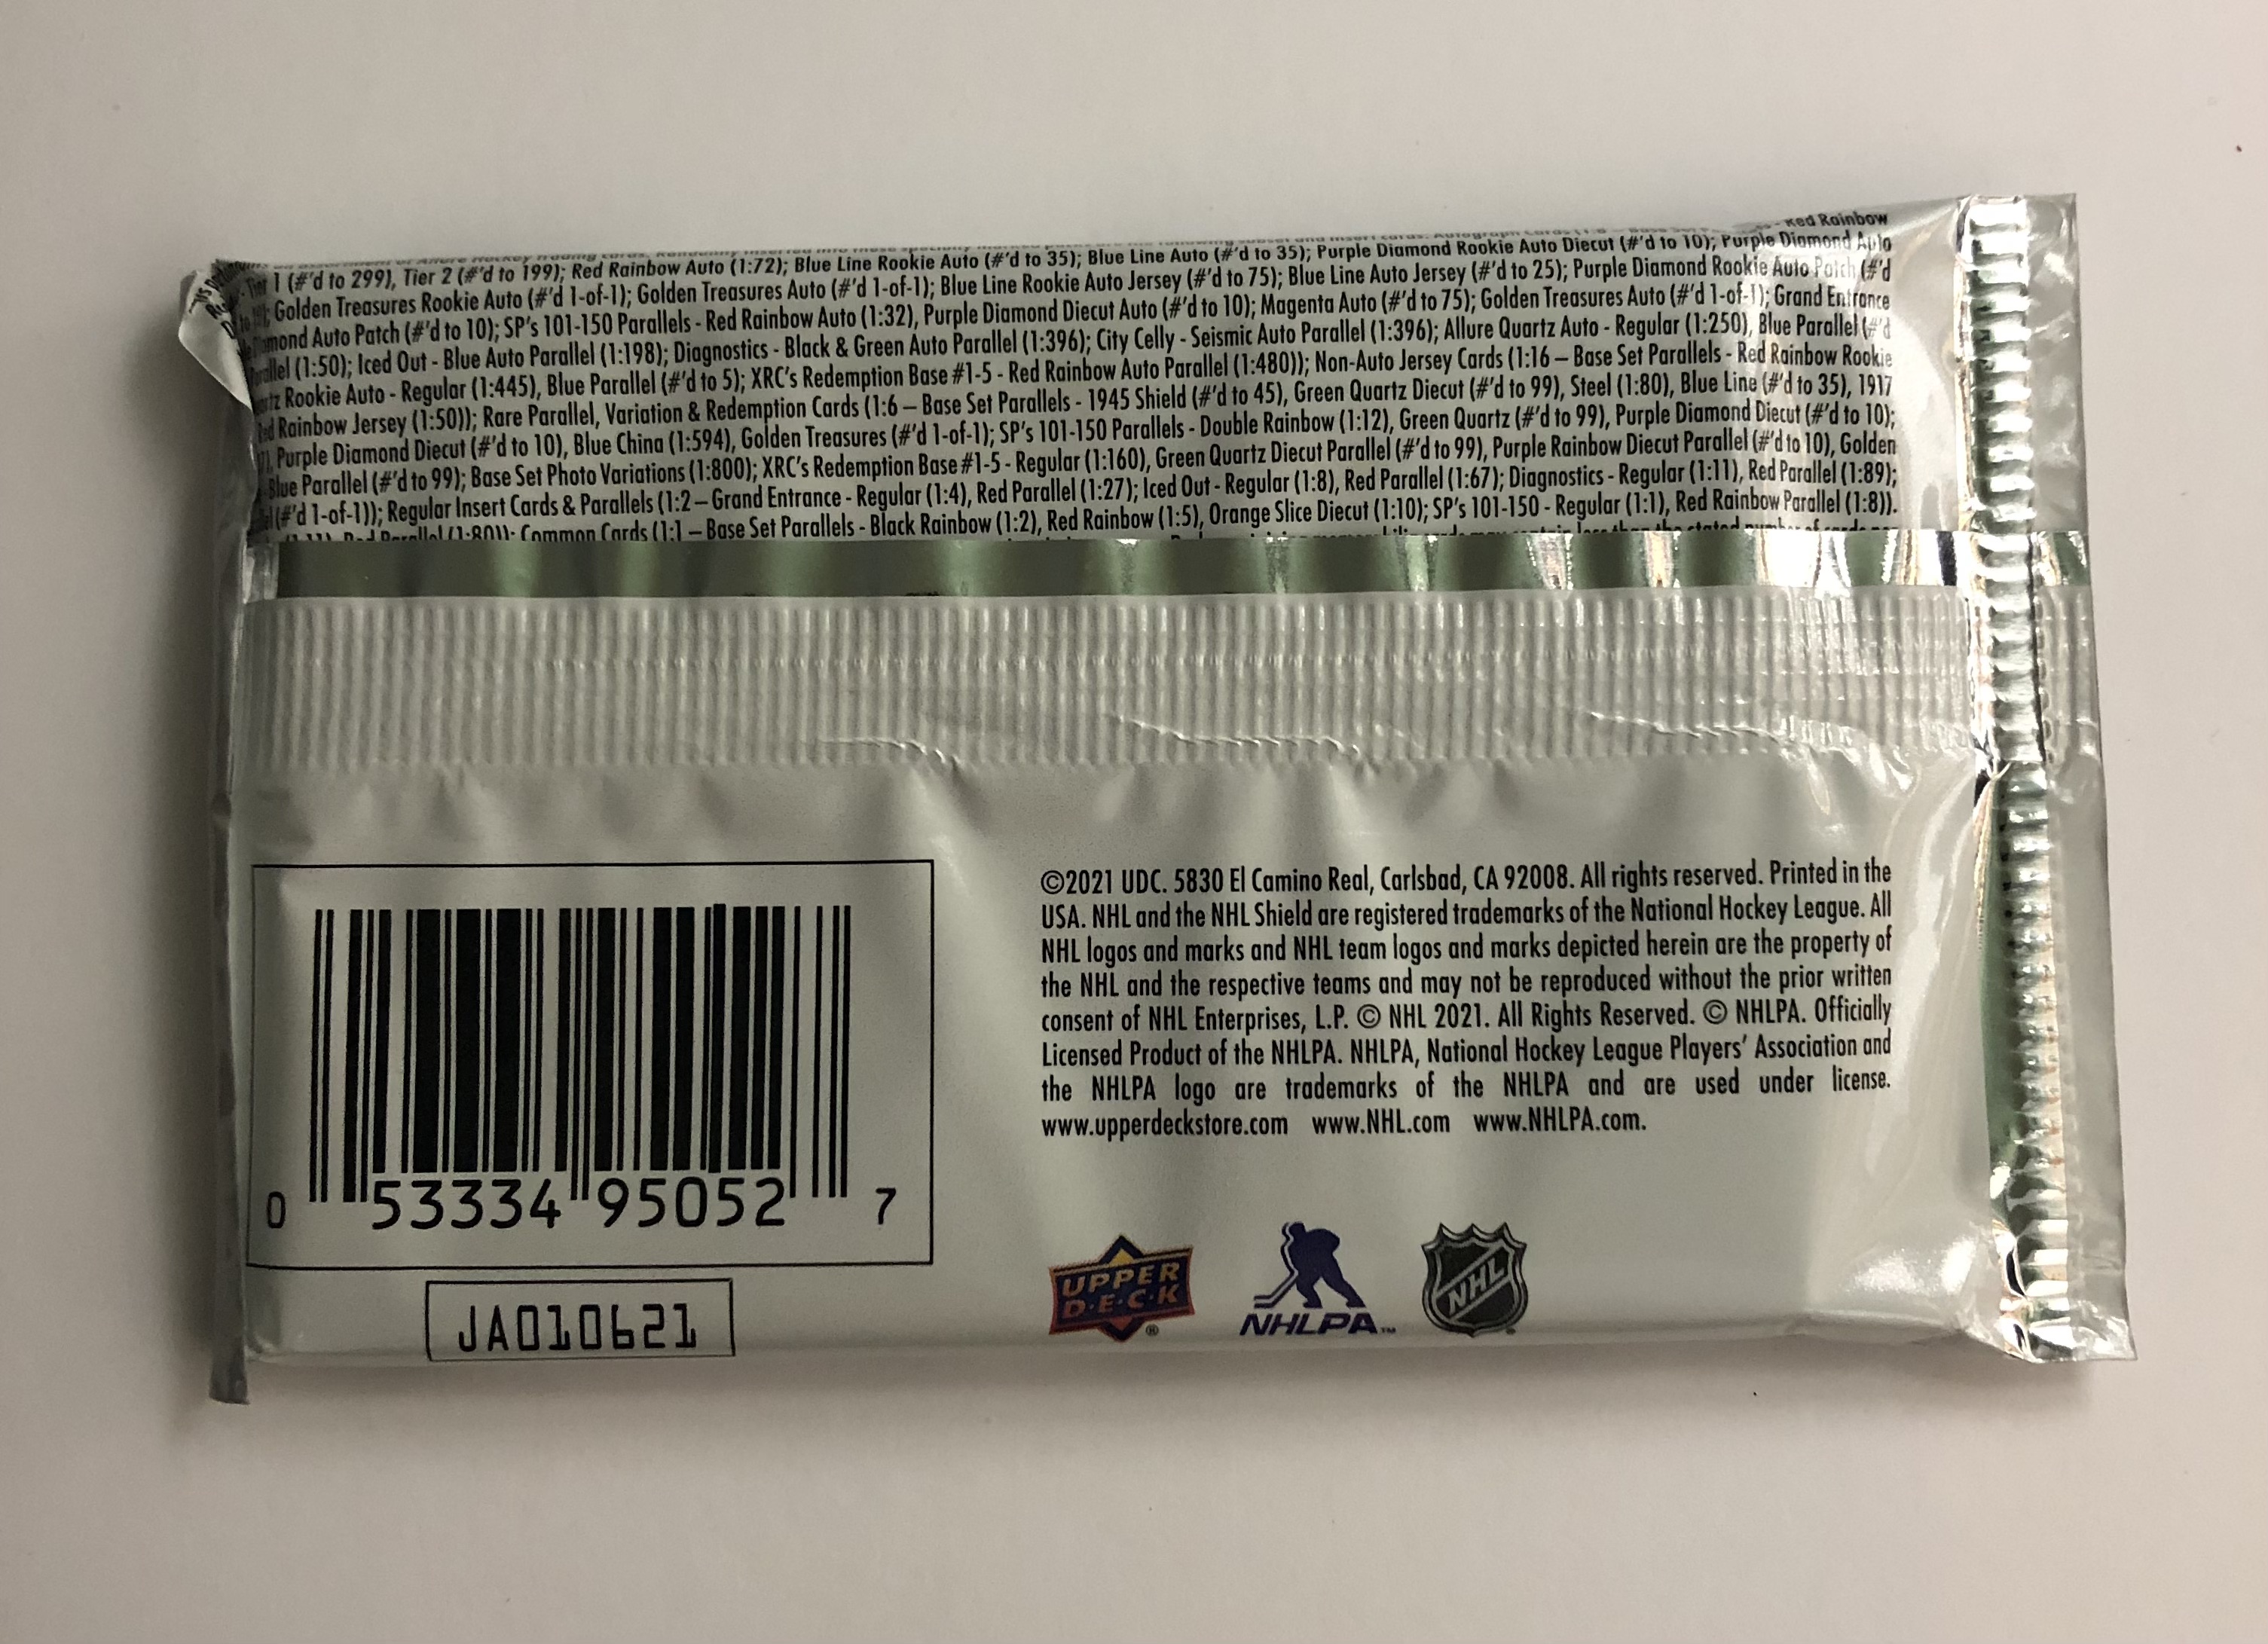 Red Rainbow
Tier 1 (#'d to 299), Tier 2 (#'d to 199); Red Rainbow Auto (1:72); Blue Line Rookie Auto (#'d to 35); Blue Line Auto (#'d to 35); Purple Diamond Rookie Auto Diecut (#'d to 10); Purple Diamond Auto
Golden Treasures Rookie Auto (#'d 1-of-1); Golden Treasures Auto (#'d 1-of-1); Blue Line Rookie Auto Jersey (#'d to 75); Blue Line Auto Jersey (#'d to 25); Purple Diamond Rookie Auto Patch (#'d
mond Auto Patch (#'d to 10); SP's 101-150 Parallels - Red Rainbow Auto (1:32), Purple Diamond Diecut Auto (#'d to 10); Magenta Auto (#'d to 75); Golden Treasures Auto (#'d 1-of-1); Grand Entrance
rallel (1:50); Iced Out - Blue Auto Parallel (1:198); Diagnostics - Black & Green Auto Parallel (1:396); City Celly - Seismic Auto Parallel (1:396); Allure Quartz Auto - Regular (1:250), Blue Parallel (#'d
rtz Rookie Auto - Regular (1:445), Blue Parallel (#'d to 5); XRC's Redemption Base #1-5 - Red Rainbow Auto Parallel (1:480)); Non-Auto Jersey Cards (1:16 – Base Set Parallels - Red Rainbow Rookie
Rainbow Jersey (1:50)); Rare Parallel, Variation & Redemption Cards (1:6 – Base Set Parallels - 1945 Shield (#'d to 45), Green Quartz Diecut (#'d to 99), Steel (1:80), Blue Line (#'d to 35), 1917
Purple Diamond Diecut (#'d to 10), Blue China (1:594), Golden Treasures (#'d 1-of-1); SP's 101-150 Parallels - Double Rainbow (1:12), Green Quartz (#'d to 99), Purple Diamond Diecut (#'d to 10);
Blue Parallel (#'d to 99); Base Set Photo Variations (1:800); XRC's Redemption Base #1-5 - Regular (1:160), Green Quartz Diecut Parallel (#'d to 99), Purple Rainbow Diecut Parallel (#'d to 10), Golden
(#'d 1-of-1)); Regular Insert Cards & Parallels (1:2 – Grand Entrance - Regular (1:4), Red Parallel (1:27); Iced Out - Regular (1:8), Red Parallel (1:67); Diagnostics - Regular (1:11), Red Parallel (1:89);
Red Parallel (1:80)); Common Cards (1:1 – Base Set Parallels - Black Rainbow (1:2), Red Rainbow (1:5), Orange Slice Diecut (1:10); SP's 101-150 - Regular (1:1), Red Rainbow Parallel (1:8)).
may contain less than the stated number of cards per
©2021 UDC. 5830 El Camino Real, Carlsbad, CA 92008. All rights reserved. Printed in the
USA. NHL and the NHL Shield are registered trademarks of the National Hockey League. All
NHL logos and marks and NHL team logos and marks depicted herein are the property of
the NHL and the respective teams and may not be reproduced without the prior written
consent of NHL Enterprises, L.P. © NHL 2021. All Rights Reserved. © NHLPA. Officially
Licensed Product of the NHLPA. NHLPA, National Hockey League Players' Association and
the NHLPA logo are trademarks of the NHLPA and are used under license.
www.upperdeckstore.com www.NHL.com www.NHLPA.com.
0 53334 95052 7
JA010621
UPPER
D·E·C·K®
NHLPA™
NHL